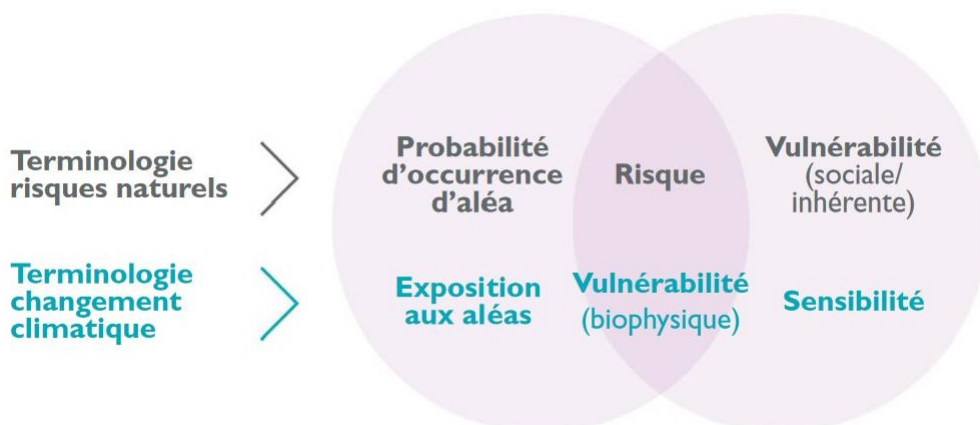 Terminologie
risques naturels
Probabilité
d'occurrence
d'aléa
Risque
Vulnérabilité
(sociale/
inhérente)
Terminologie
changement
climatique
Exposition
aux aléas
Vulnérabilité
(biophysique)
Sensibilité